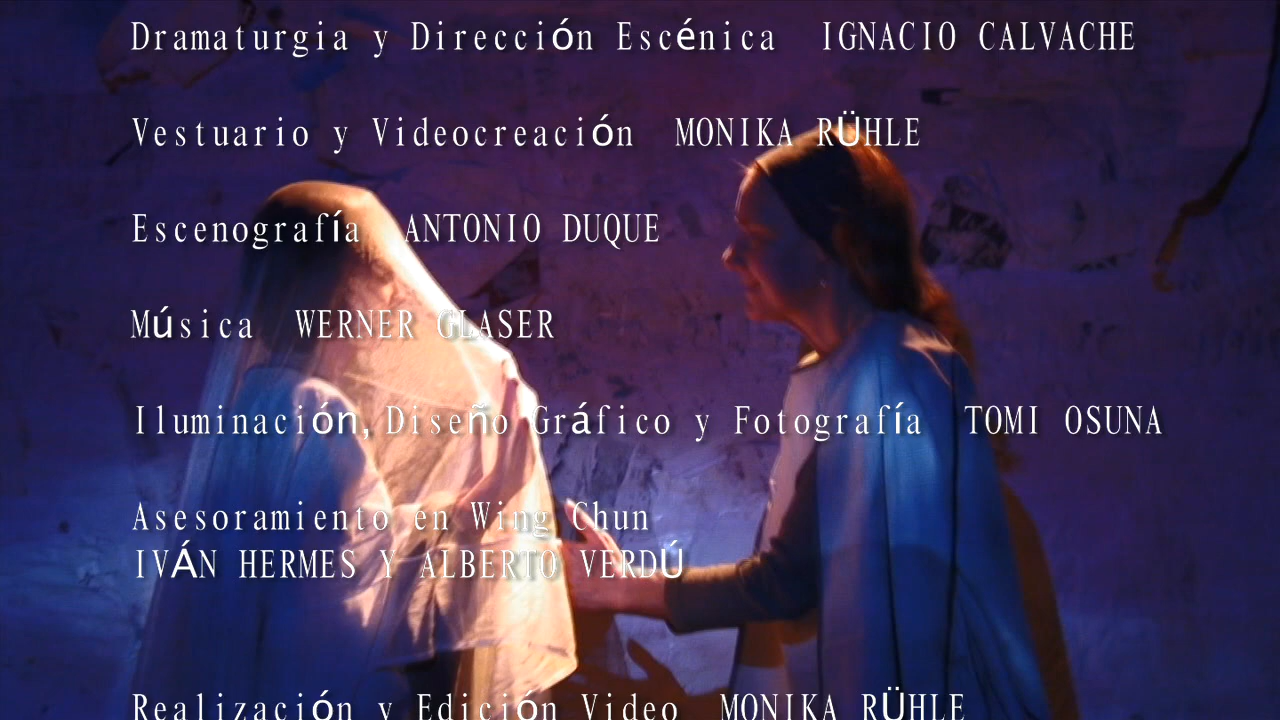 Dramaturgia y Dirección Escénica IGNACIO CALVACHE
Vestuario y Videocreación MONIKA RÜHLE
Escenografía ANTONIO DUQUE
Música WERNER GLASER
Iluminación, Diseño Gráfico y Fotografía TOMI OSUNA
Asesoramiento en Wing Chun
IVÁN HERMES Y ALBERTO VERDÚ
Realización y Edición Video MONIKA RÜHLE